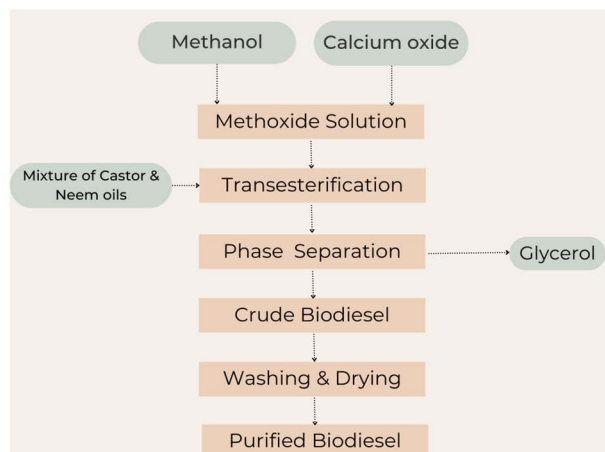 Methanol
Calcium oxide
Methoxide Solution
Mixture of Castor &
Neem oils
Transesterification
Phase Separation
Glycerol
Crude Biodiesel
Washing & Drying
Purified Biodiesel